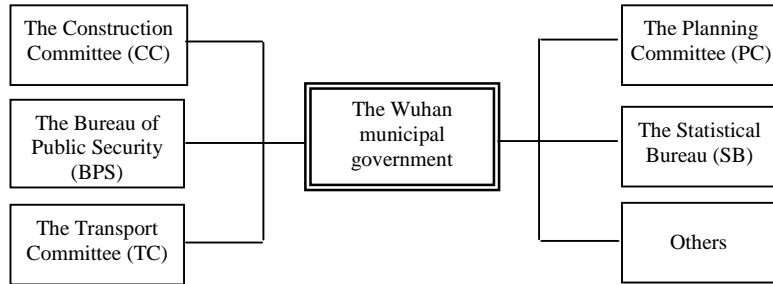 The Construction
Committee (CC)
The Bureau of
Public Security
(BPS)
The Transport
Committee (TC)
The Wuhan
municipal
government
The Planning
Committee (PC)
The Statistical
Bureau (SB)
Others